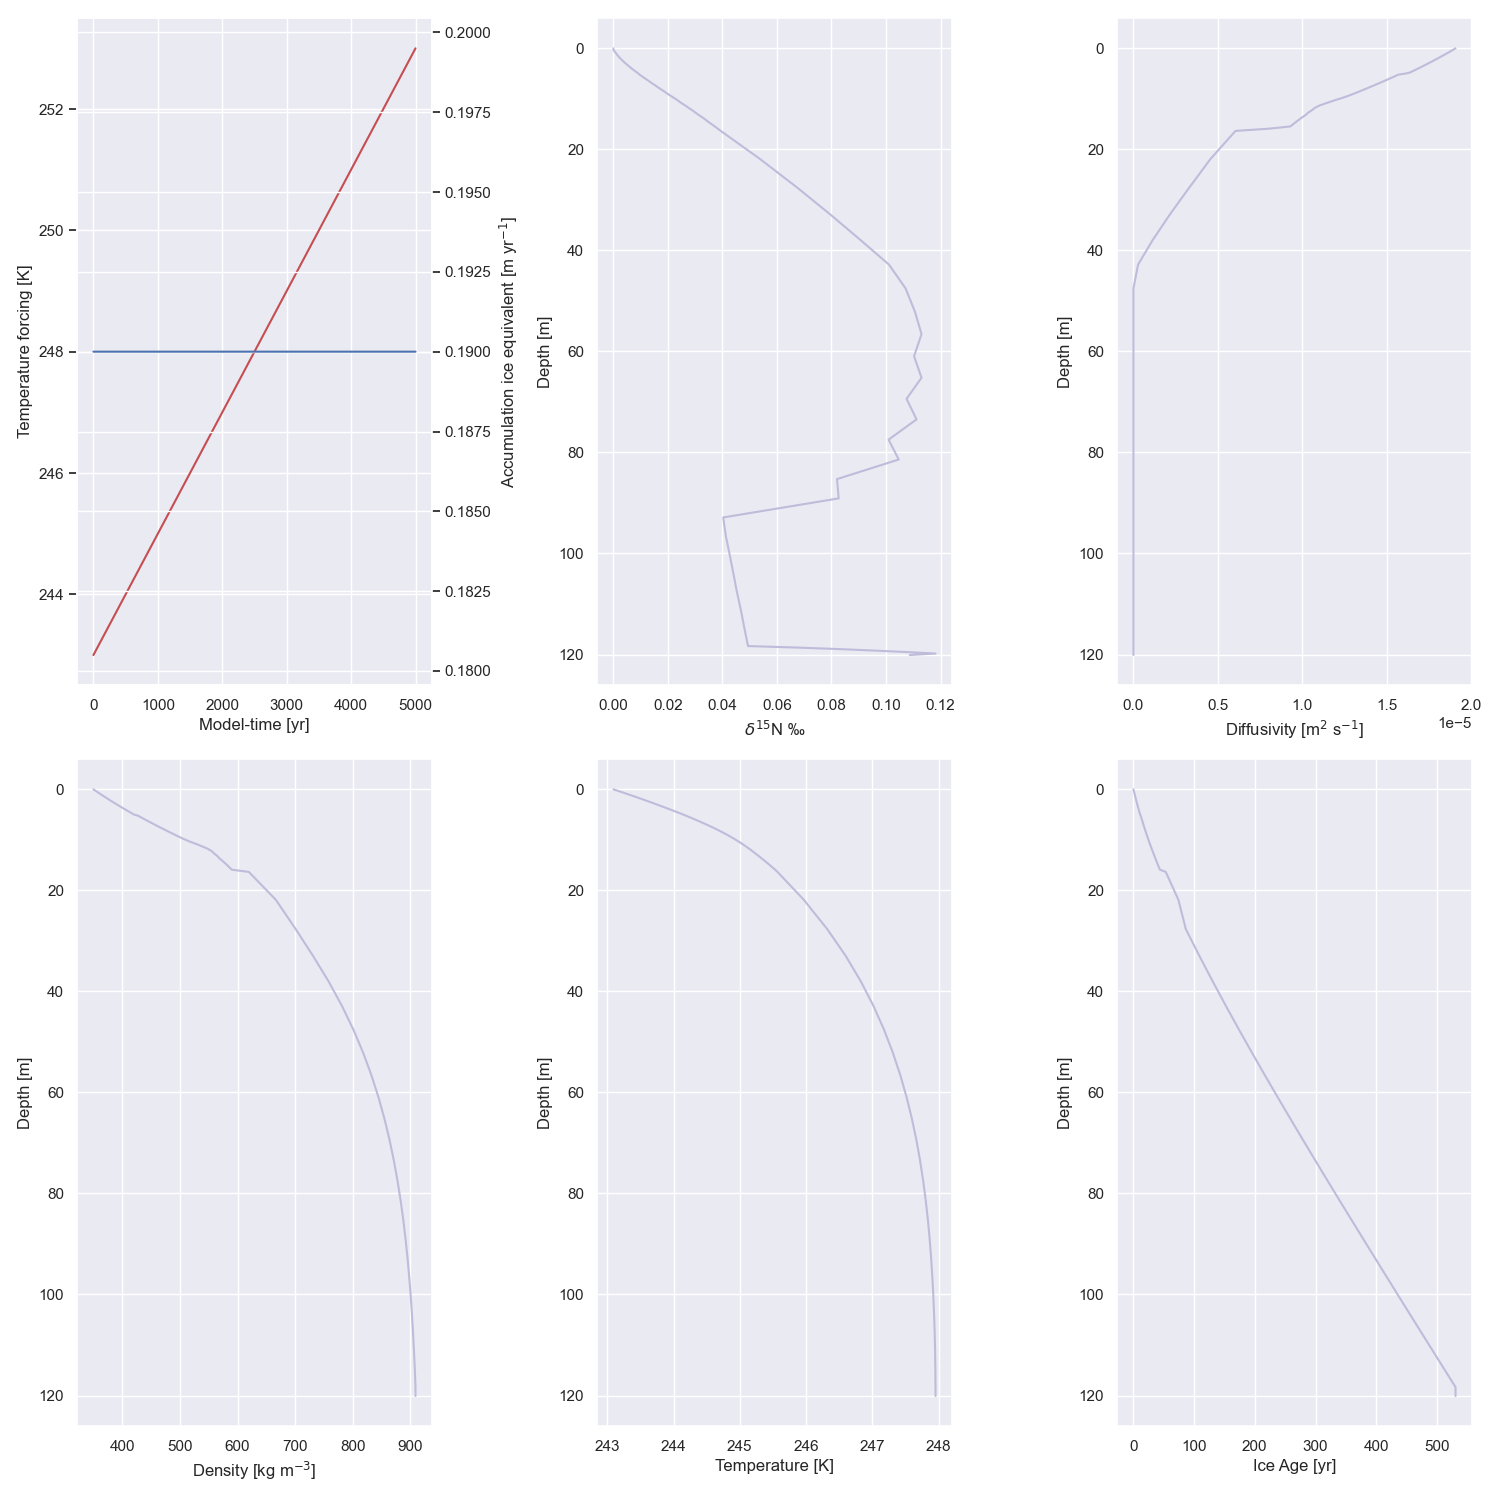 252
250
248
246
244
Temperature forcing [K]
0 1000 2000 3000 4000 5000
Model-time [yr]
0.2000
0.1975
0.1950
0.1925
0.1900
0.1875
0.1850
0.1825
0.1800
Accumulation ice equivalent [m yr⁻¹]
0
20
40
60
80
100
120
Depth [m]
0.00 0.02 0.04 0.06 0.08 0.10 0.12
δ¹⁵N ‰
0
20
40
60
80
100
120
Depth [m]
0.0 0.5 1.0 1.5 2.0
1e−5
Diffusivity [m² s⁻¹]
0
20
40
60
80
100
120
Depth [m]
400 500 600 700 800 900
Density [kg m⁻³]
0
20
40
60
80
100
120
Depth [m]
243 244 245 246 247 248
Temperature [K]
0
20
40
60
80
100
120
Depth [m]
0 100 200 300 400 500
Ice Age [yr]